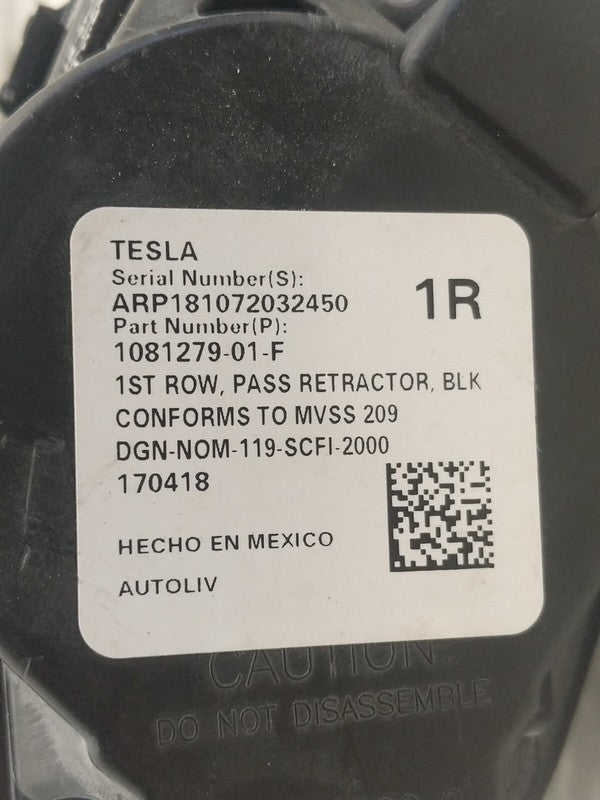 TESLA
Serial Number(S):
ARP181072032450
1R
Part Number(P):
1081279-01-F
1ST ROW, PASS RETRACTOR, BLK
CONFORMS TO MVSS 209
DGN-NOM-119-SCFI-2000
170418
HECHO EN MEXICO
AUTOLIV
CAUTION:
DO NOT DISASSEMBLE